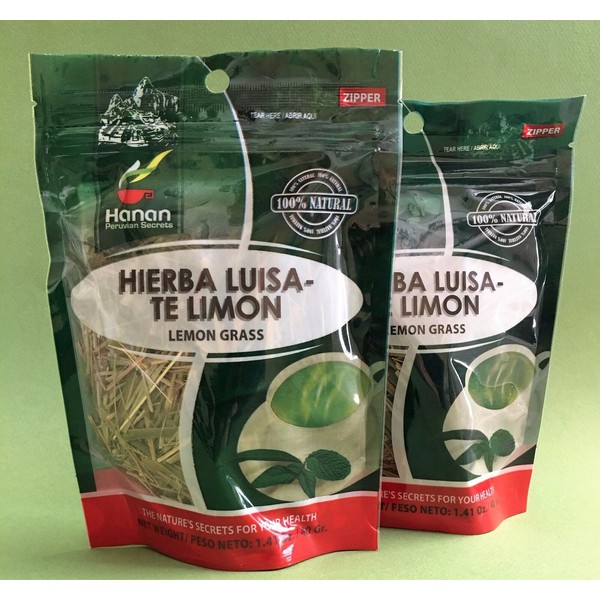 ZIPPER
TEAR HERE / ABRIR AQUI
Hanan
Peruvian Secrets
100% NATURAL
HIERBA LUISA-
TE LIMON
LEMON GRASS
THE NATURE'S SECRETS FOR YOUR HEALTH
NET WEIGHT/ PESO NETO: 1.4 Gr.
ZIPPER
TEAR HERE / ABRIR AQUI
100% NATURAL
BA LUISA-
LIMON
EMON GRASS
E'S SECRETS FOR YOUR HEALTH
/ PESO NETO: 1.41 Oz.